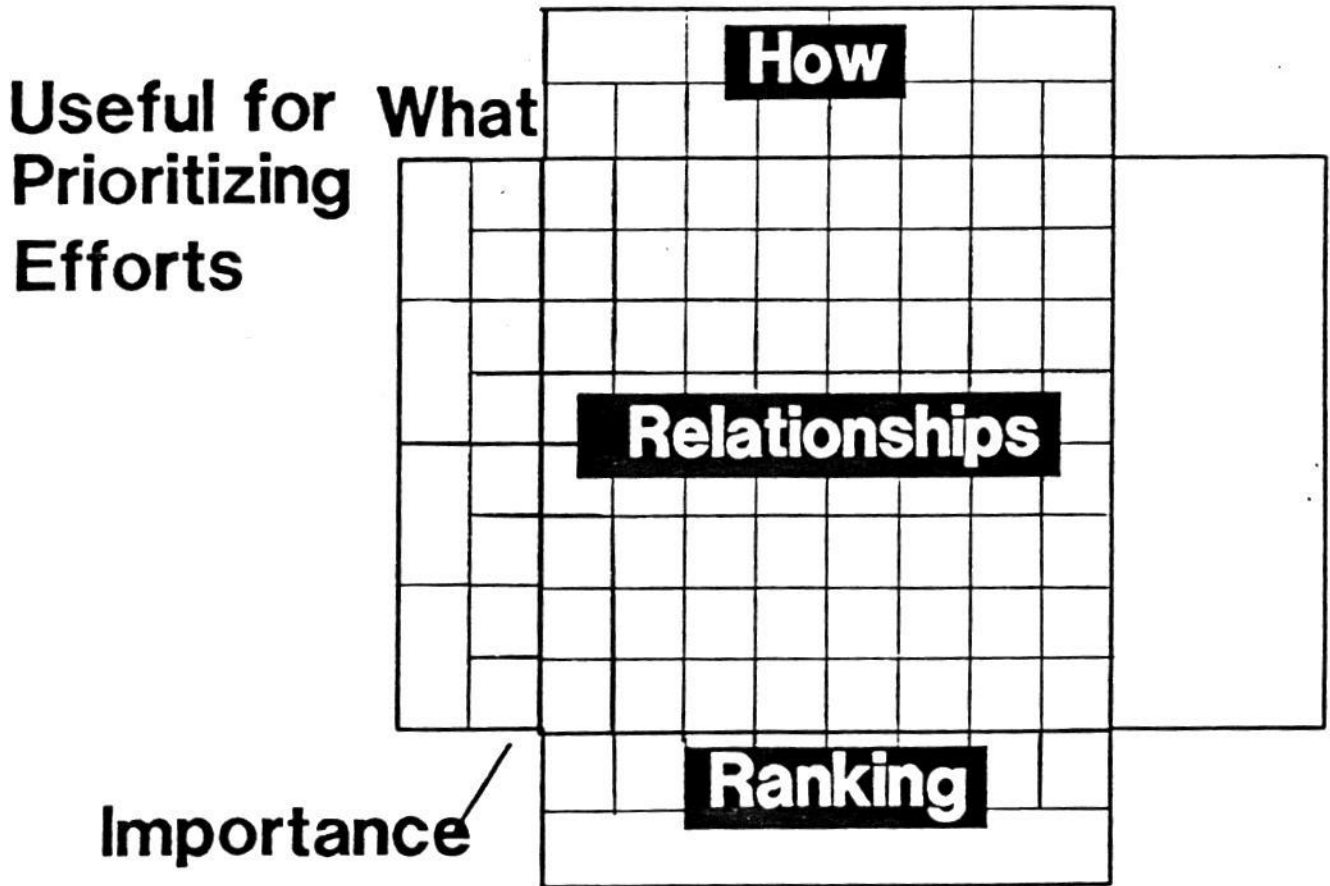 How
Useful for
Prioritizing
Efforts
What
Relationships
Ranking
Importance